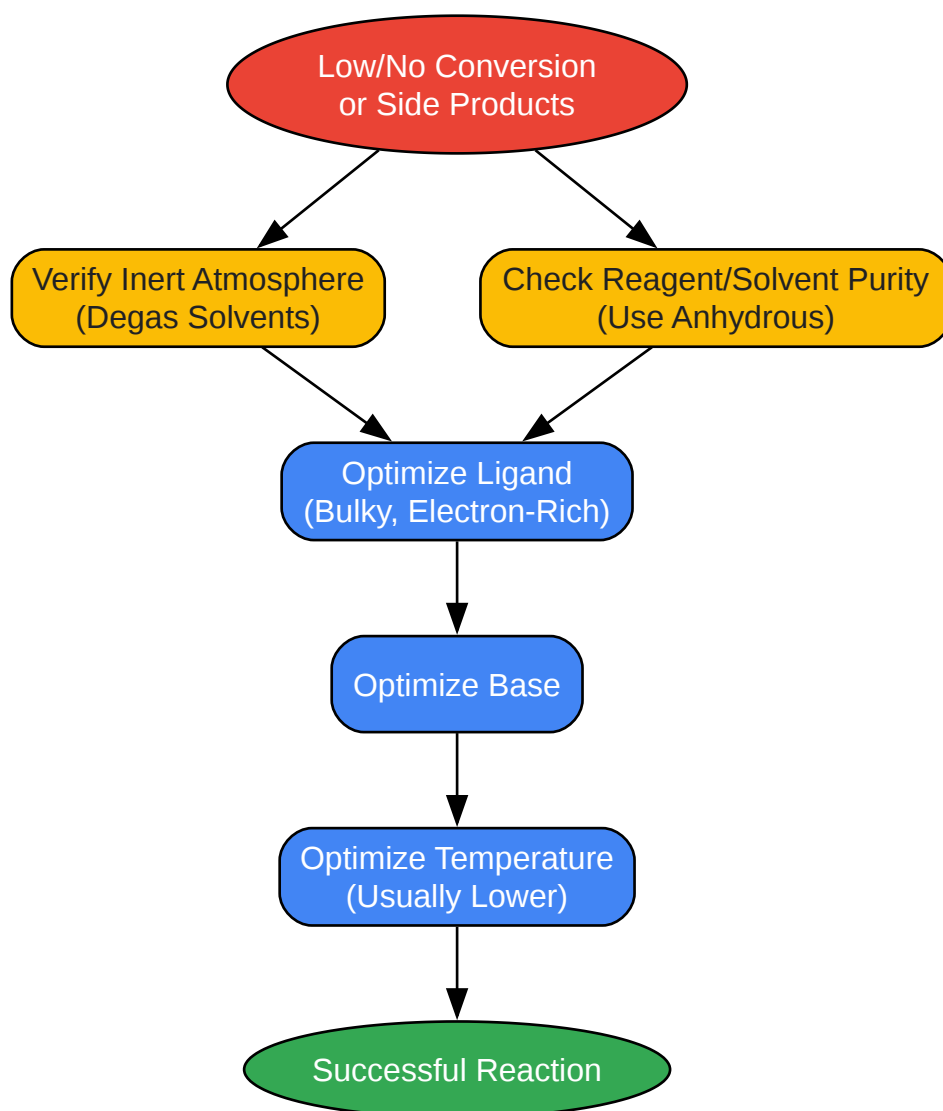 Low/No Conversion
or Side Products
Verify Inert Atmosphere
(Degas Solvents)
Check Reagent/Solvent Purity
(Use Anhydrous)
Optimize Ligand
(Bulky, Electron-Rich)
Optimize Base
Optimize Temperature
(Usually Lower)
Successful Reaction